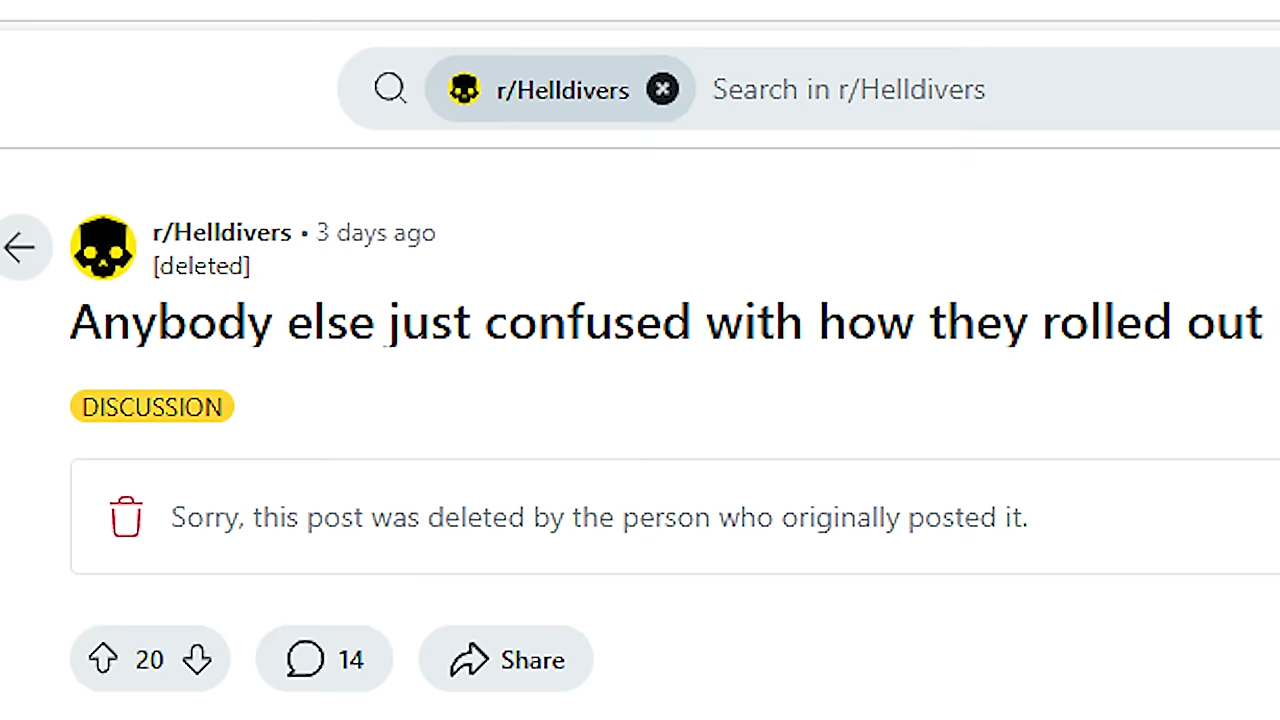 r/Helldivers Search in r/Helldivers
r/Helldivers • 3 days ago
[deleted]
Anybody else just confused with how they rolled out
DISCUSSION
Sorry, this post was deleted by the person who originally posted it.
20 14 Share